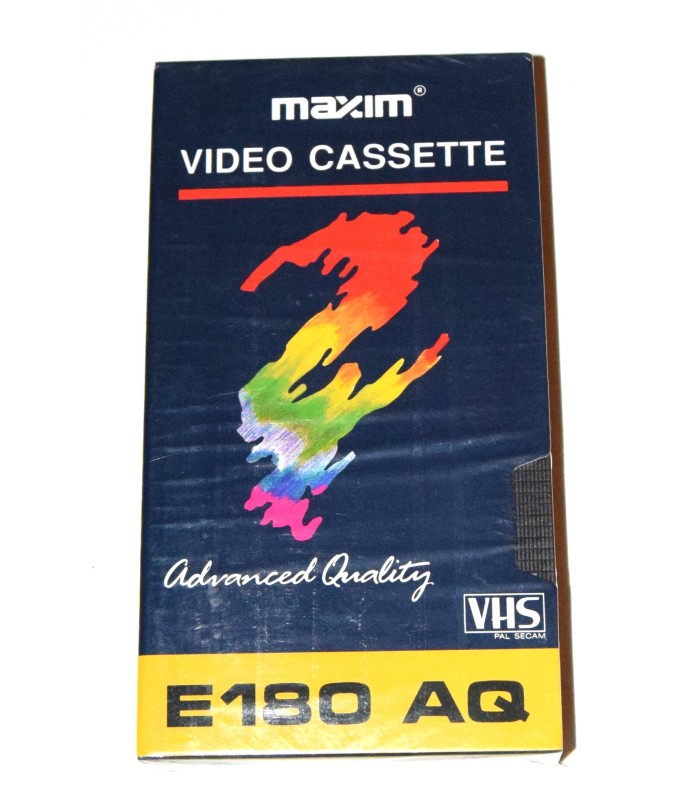 maxim®
VIDEO CASSETTE
Advanced Quality
VHS
PAL SECAM
E180 AQ